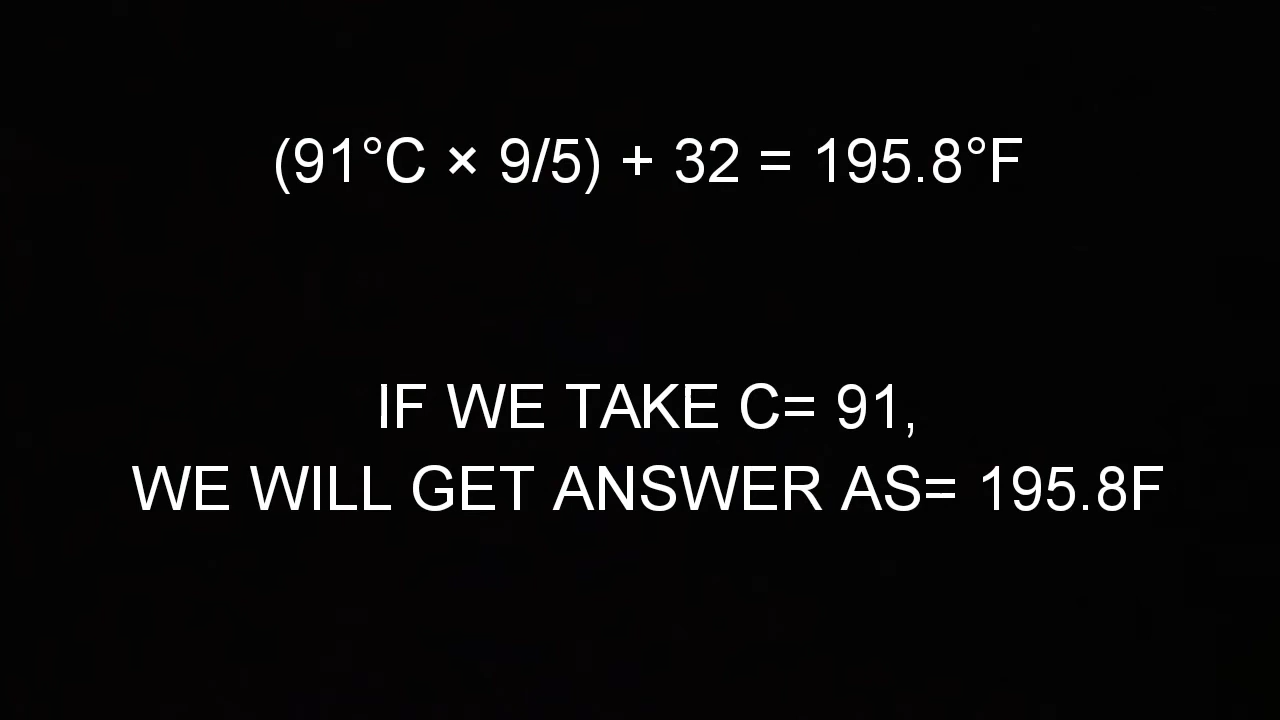 (91°C × 9/5) + 32 = 195.8°F
IF WE TAKE C= 91,
WE WILL GET ANSWER AS= 195.8F